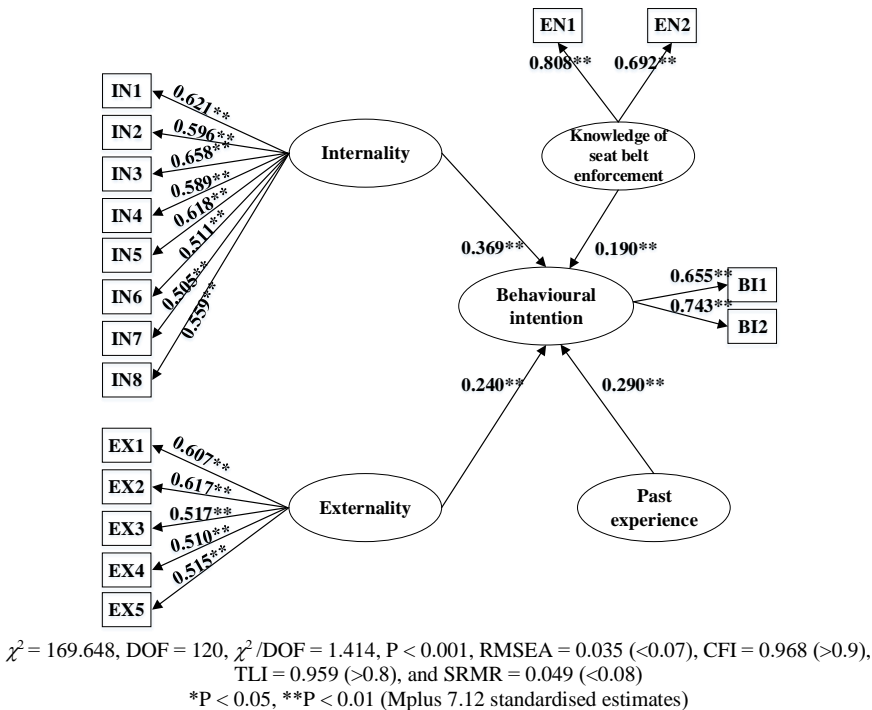 EN1
EN2
0.808**
0.692**
Knowledge of
seat belt
enforcement
IN1
IN2
IN3
IN4
IN5
IN6
IN7
IN8
0.621**
0.596**
0.658**
0.589**
0.618**
0.511**
0.505**
0.559**
Internality
0.369**
0.190**
Behavioural
intention
0.655**
0.743**
BI1
BI2
0.240**
0.290**
EX1
EX2
EX3
EX4
EX5
0.607**
0.617**
0.517**
0.510**
0.515**
Externality
Past
experience
χ² = 169.648, DOF = 120, χ² /DOF = 1.414, P < 0.001, RMSEA = 0.035 (<0.07), CFI = 0.968 (>0.9),
TLI = 0.959 (>0.8), and SRMR = 0.049 (<0.08)
*P < 0.05, **P < 0.01 (Mplus 7.12 standardised estimates)